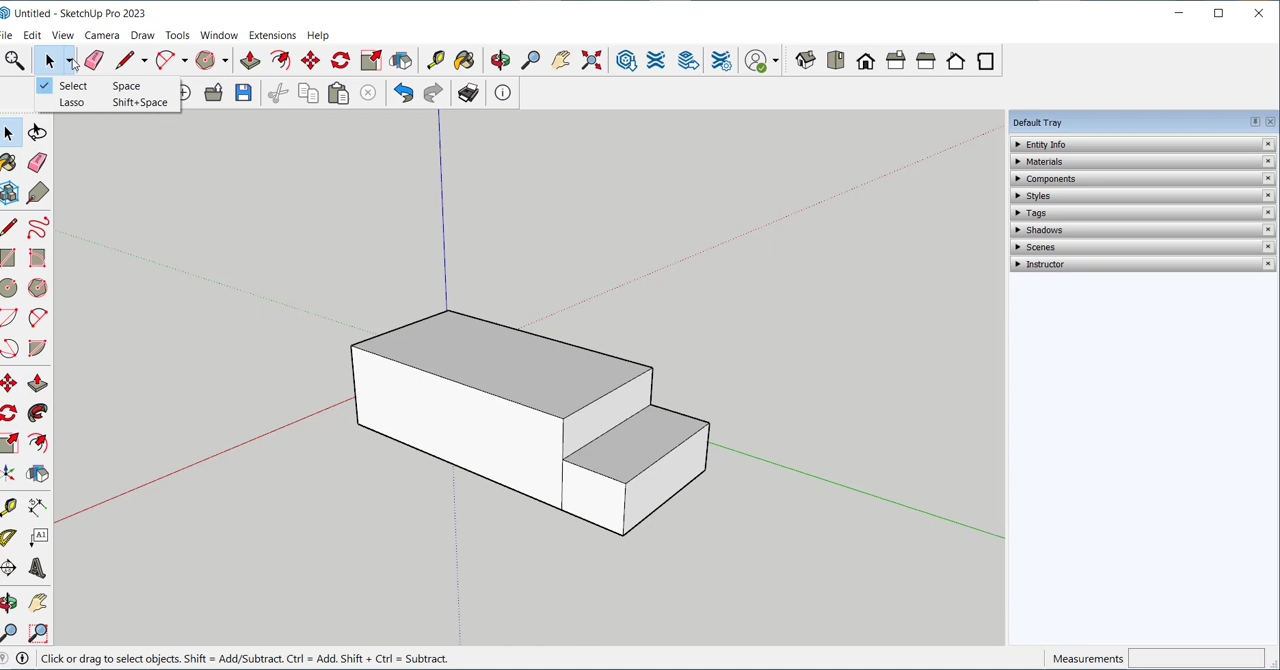 Untitled - SketchUp Pro 2023
File Edit View Camera Draw Tools Window Extensions Help
Select Space
Lasso Shift+Space
Default Tray
Entity Info
Materials
Components
Styles
Tags
Shadows
Scenes
Instructor
A1
Click or drag to select objects. Shift = Add/Subtract. Ctrl = Add. Shift + Ctrl = Subtract.
Measurements